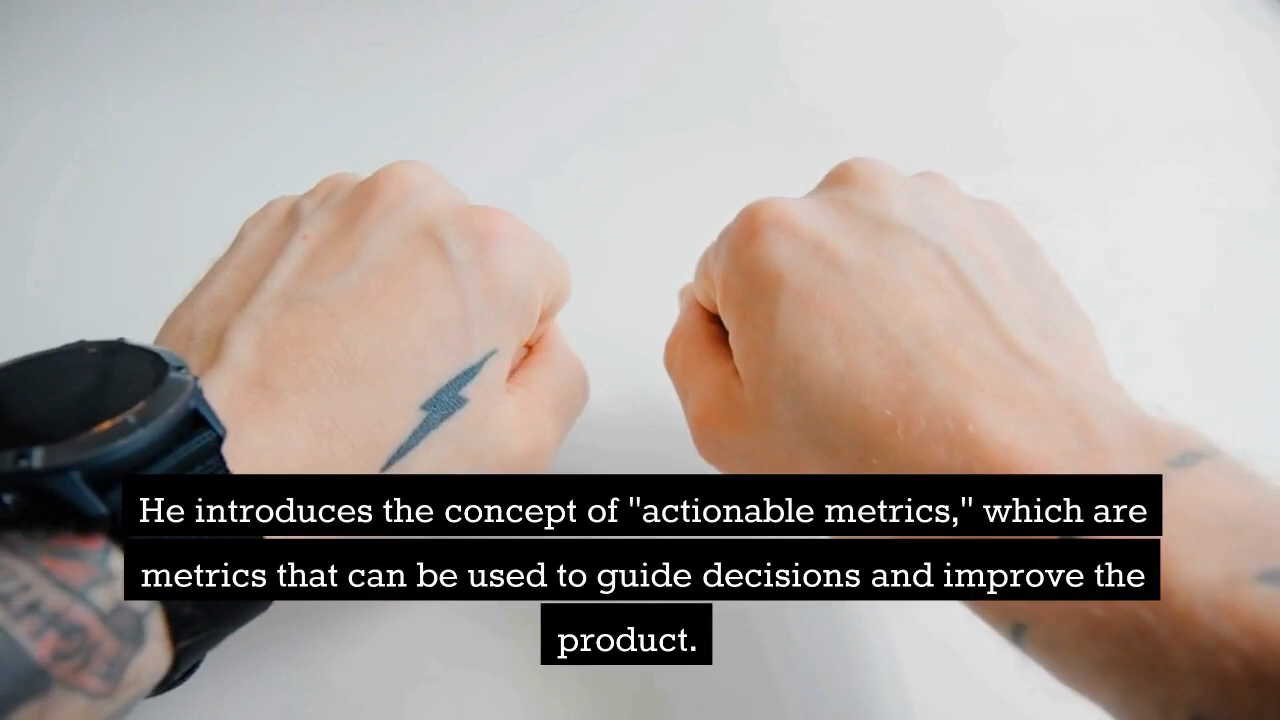 He introduces the concept of "actionable metrics," which are
metrics that can be used to guide decisions and improve the
product.